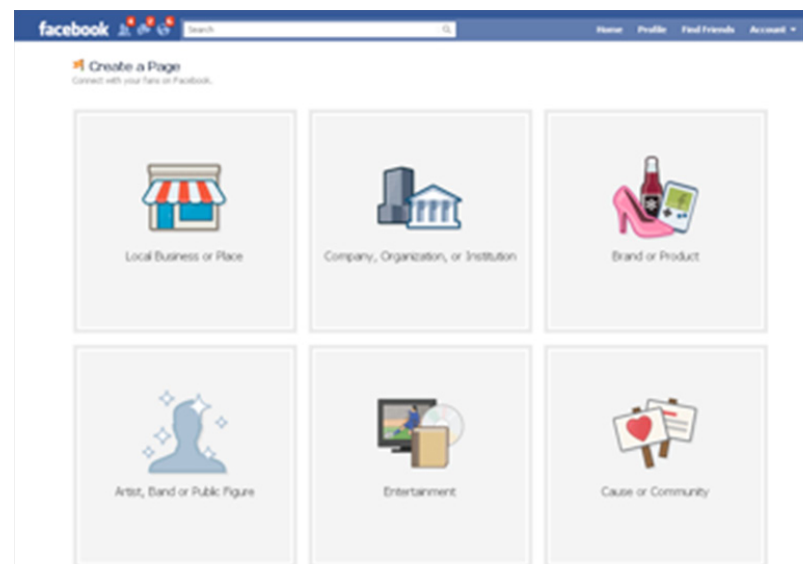 facebook
Search
Home Profile Find Friends Account
Create a Page
Connect with your fans on Facebook.
Local Business or Place
Company, Organization, or Institution
Brand or Product
Artist, Band or Public Figure
Entertainment
Cause or Community